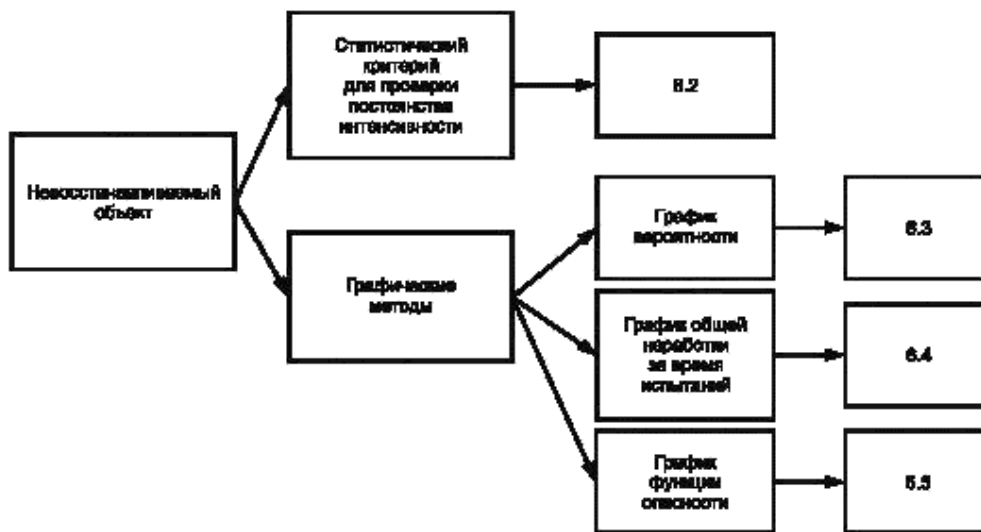 Статистический
критерий
для проверки
постоянства
интенсивности
6.2
Невосстанавливаемый
объект
График
вероятности
6.3
Графические
методы
График общей
наработки
за время
испытаний
6.4
График
функции
опасности
6.5